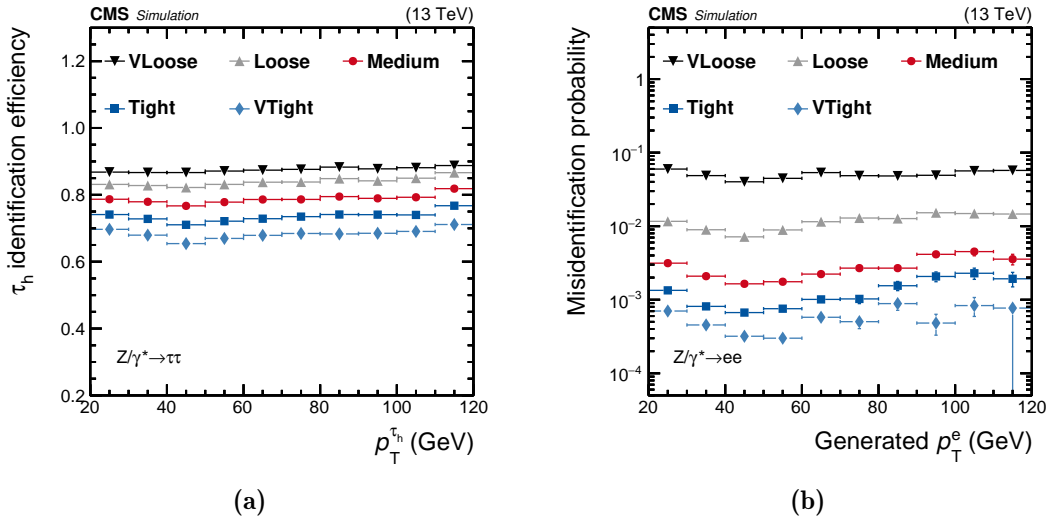 CMS Simulation (13 TeV)
τh identification efficiency
VLoose Loose Medium
Tight VTight
1.2
1.0
0.8
0.6
0.4
0.2
Z/γ*→ττ
20 40 60 80 100 120
pT^τh (GeV)
(a)
CMS Simulation (13 TeV)
Misidentification probability
VLoose Loose Medium
Tight VTight
1
10⁻¹
10⁻²
10⁻³
10⁻⁴
Z/γ*→ee
20 40 60 80 100 120
Generated pT^e (GeV)
(b)